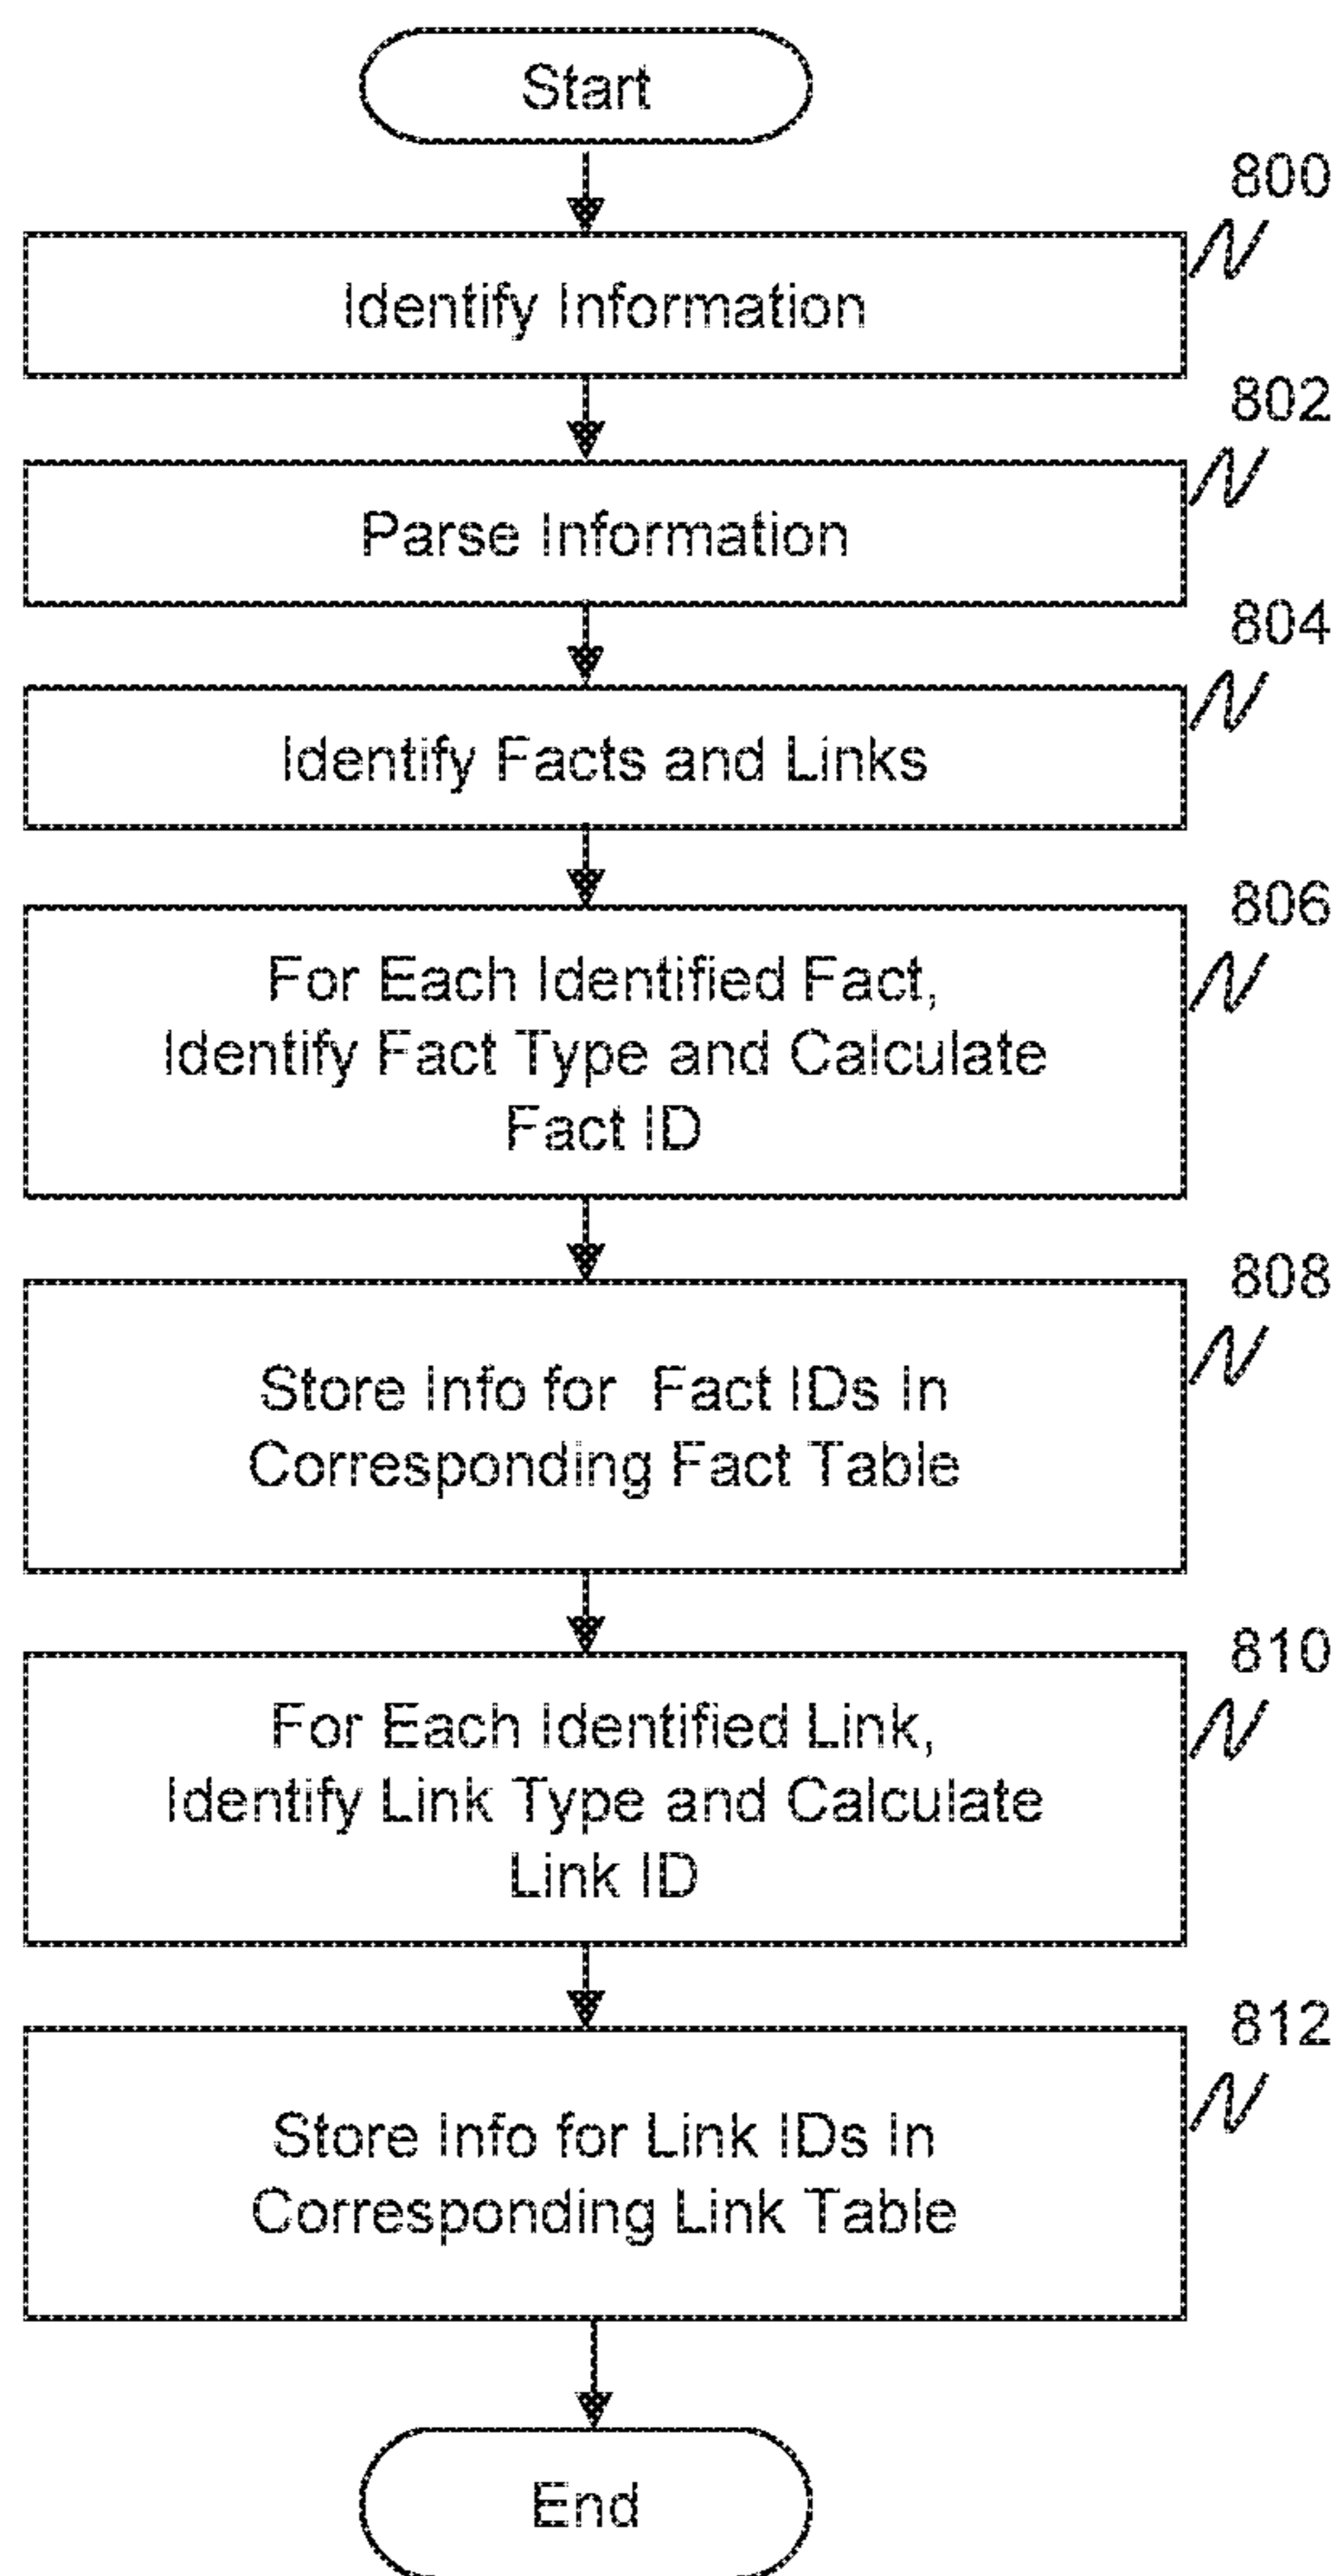 Start
800
Identify Information
802
Parse Information
804
Identify Facts and Links
806
For Each Identified Fact,
Identify Fact Type and Calculate
Fact ID
808
Store Info for Fact IDs In
Corresponding Fact Table
810
For Each Identified Link,
Identify Link Type and Calculate
Link ID
812
Store Info for Link IDs In
Corresponding Link Table
End